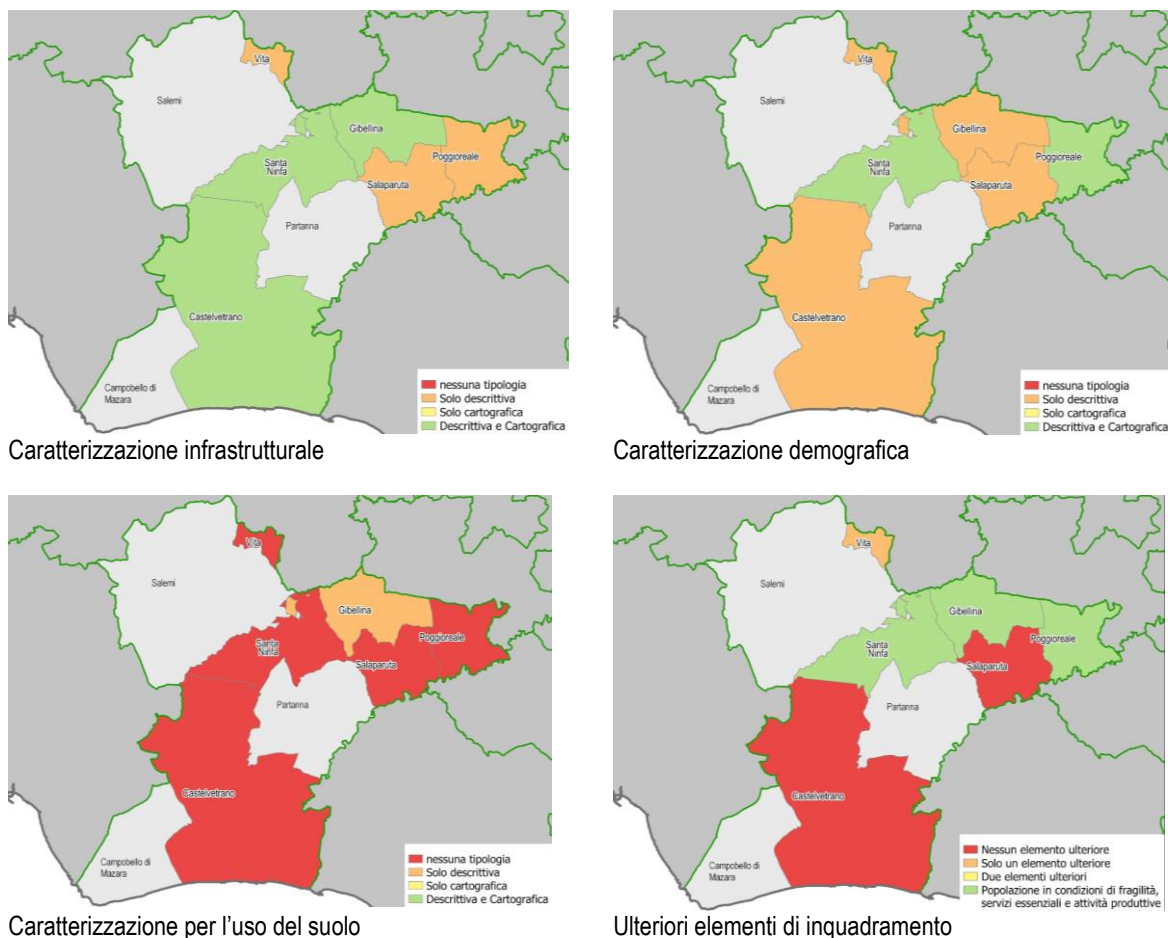 Vita
Salemi
Gibellina
Poggioreale
Santa
Ninfa
Salaparuta
Partanna
Castelvetrano
Campobello di
Mazara
nessuna tipologia
Solo descrittiva
Solo cartografica
Descrittiva e Cartografica
Caratterizzazione infrastrutturale
Vita
Salemi
Gibellina
Poggioreale
Santa
Ninfa
Salaparuta
Partanna
Castelvetrano
Campobello di
Mazara
nessuna tipologia
Solo descrittiva
Solo cartografica
Descrittiva e Cartografica
Caratterizzazione demografica
Vita
Salemi
Gibellina
Poggioreale
Santa
Ninfa
Salaparuta
Partanna
Castelvetrano
Campobello di
Mazara
nessuna tipologia
Solo descrittiva
Solo cartografica
Descrittiva e Cartografica
Caratterizzazione per l'uso del suolo
Vita
Salemi
Gibellina
Poggioreale
Santa
Ninfa
Salaparuta
Partanna
Castelvetrano
Campobello di
Mazara
Nessun elemento ulteriore
Solo un elemento ulteriore
Due elementi ulteriori
Popolazione in condizioni di fragilità,
servizi essenziali e attività produttive
Ulteriori elementi di inquadramento